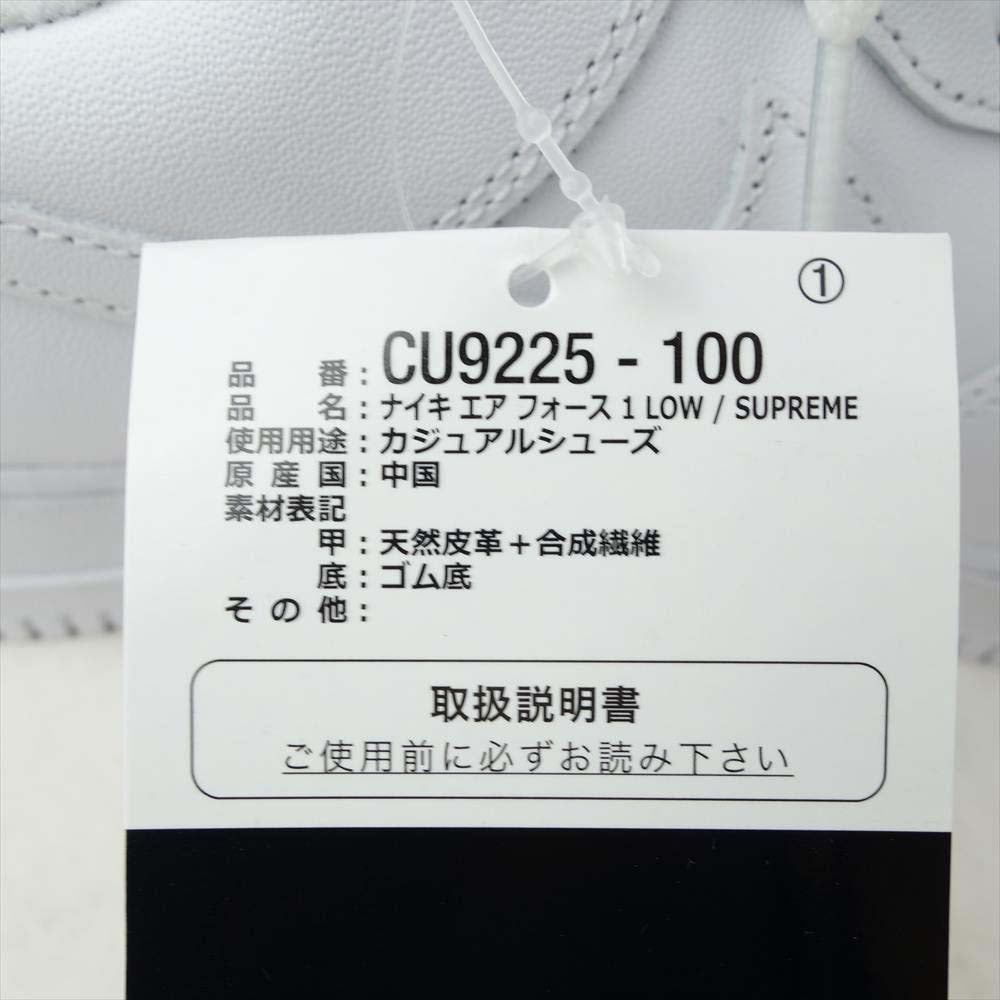 ①
品番：CU9225 - 100
品名：ナイキ エア フォース 1 LOW / SUPREME
使用用途：カジュアルシューズ
原産国：中国
素材表記
甲：天然皮革＋合成繊維
底：ゴム底
その他：
取扱説明書
ご使用前に必ずお読み下さい